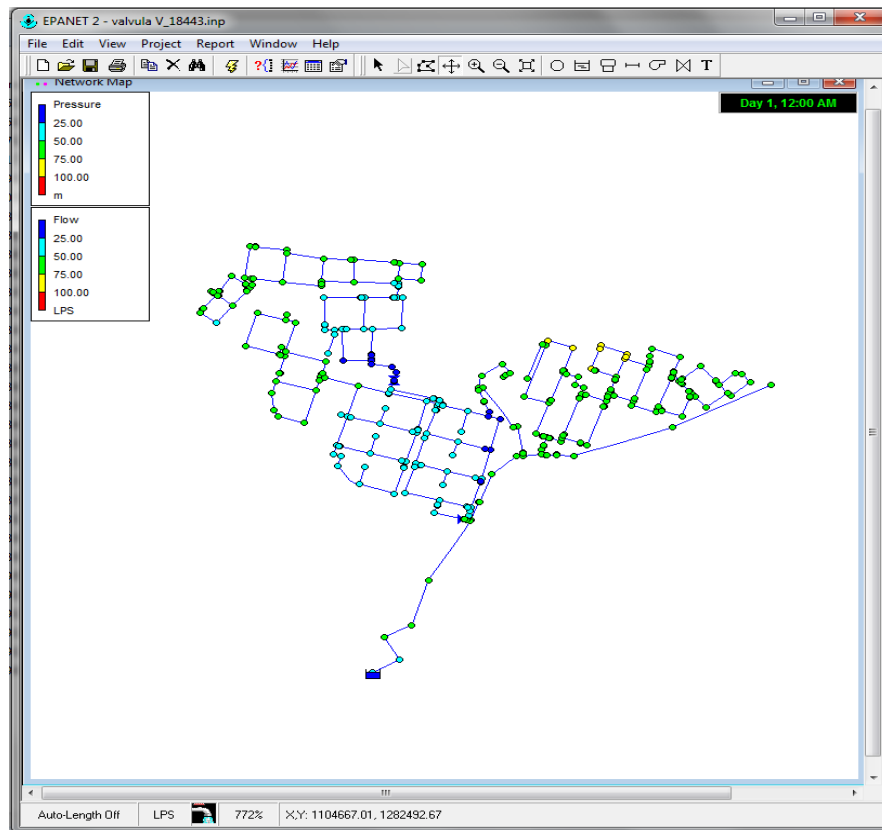 EPANET 2 - valvula V_18443.inp
File Edit View Project Report Window Help
T
Network Map
Day 1, 12:00 AM
Pressure
25.00
50.00
75.00
100.00
m
Flow
25.00
50.00
75.00
100.00
LPS
Auto-Length Off LPS 772% X,Y: 1104667.01, 1282492.67